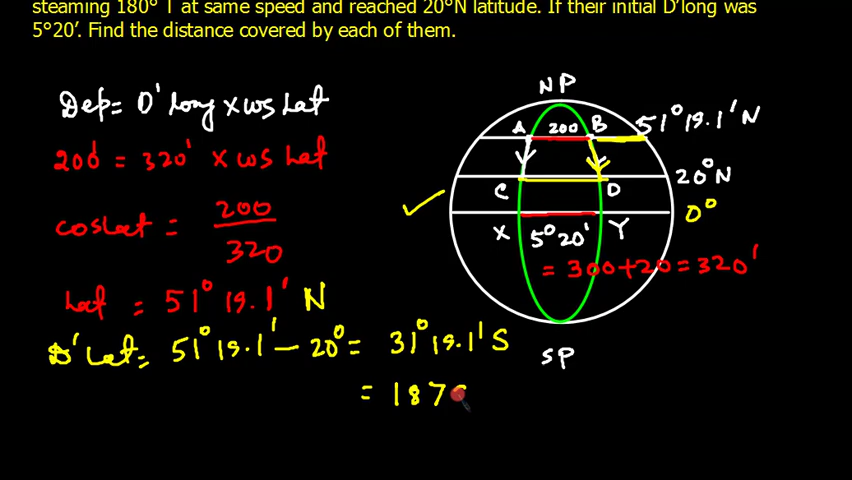 steaming 180° T at same speed and reached 20°N latitude. If their initial D'long was
5°20'. Find the distance covered by each of them.
Dep= D' long x cos Lat
200' = 320' x cos Lat
cos Lat = 200/320
Lat = 51° 19.1' N
D' Lat = 51° 19.1' - 20° = 31° 19.1' S
= 187
NP
A 200 B 51° 19.1' N
C D 20° N
X Y 0°
5° 20'
= 300+20=320'
SP